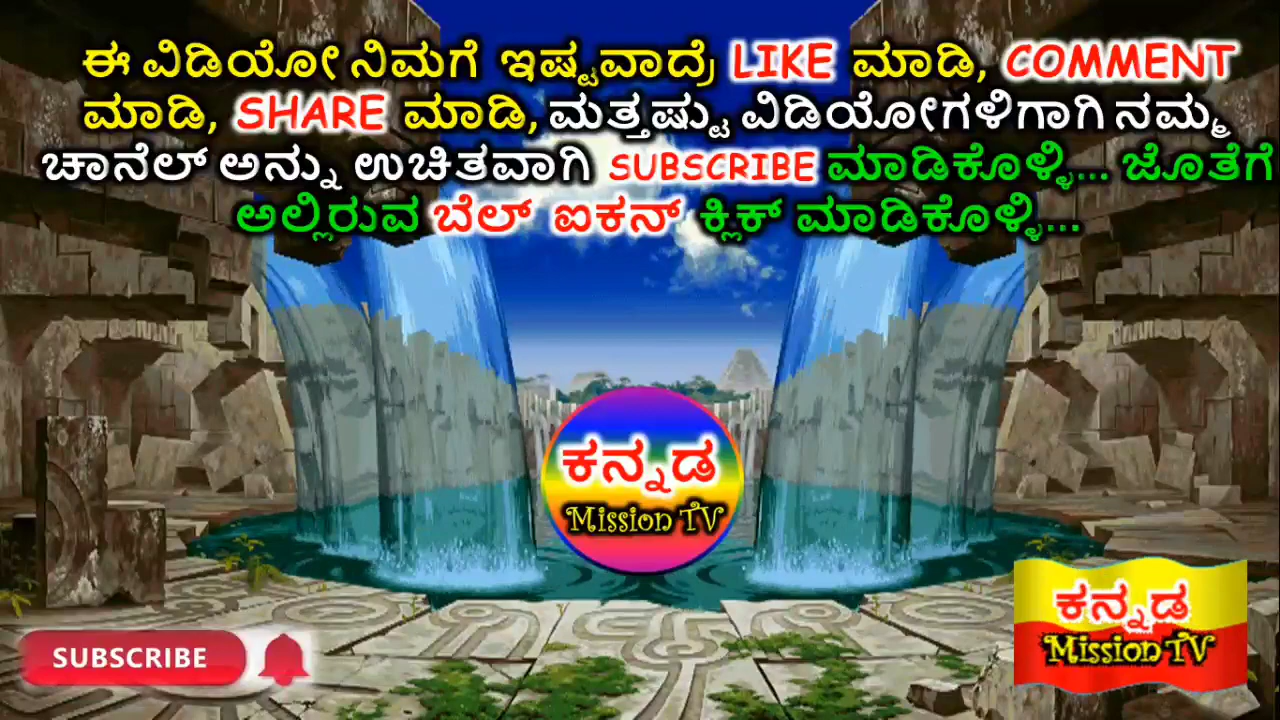 ಈ ವಿಡಿಯೋ ನಿಮಗೆ ಇಷ್ಟವಾದ್ರೆ LIKE ಮಾಡಿ, COMMENT
ಮಾಡಿ, SHARE ಮಾಡಿ, ಮತ್ತಷ್ಟು ವಿಡಿಯೋಗಳಿಗಾಗಿ ನಮ್ಮ
ಚಾನೆಲ್ ಅನ್ನು ಉಚಿತವಾಗಿ SUBSCRIBE ಮಾಡಿಕೊಳ್ಳಿ... ಜೊತೆಗೆ
ಅಲ್ಲಿರುವ ಬೆಲ್ ಐಕನ್ ಕ್ಲಿಕ್ ಮಾಡಿಕೊಳ್ಳಿ...
ಕನ್ನಡ
Mission TV
ಕನ್ನಡ
Mission TV
SUBSCRIBE